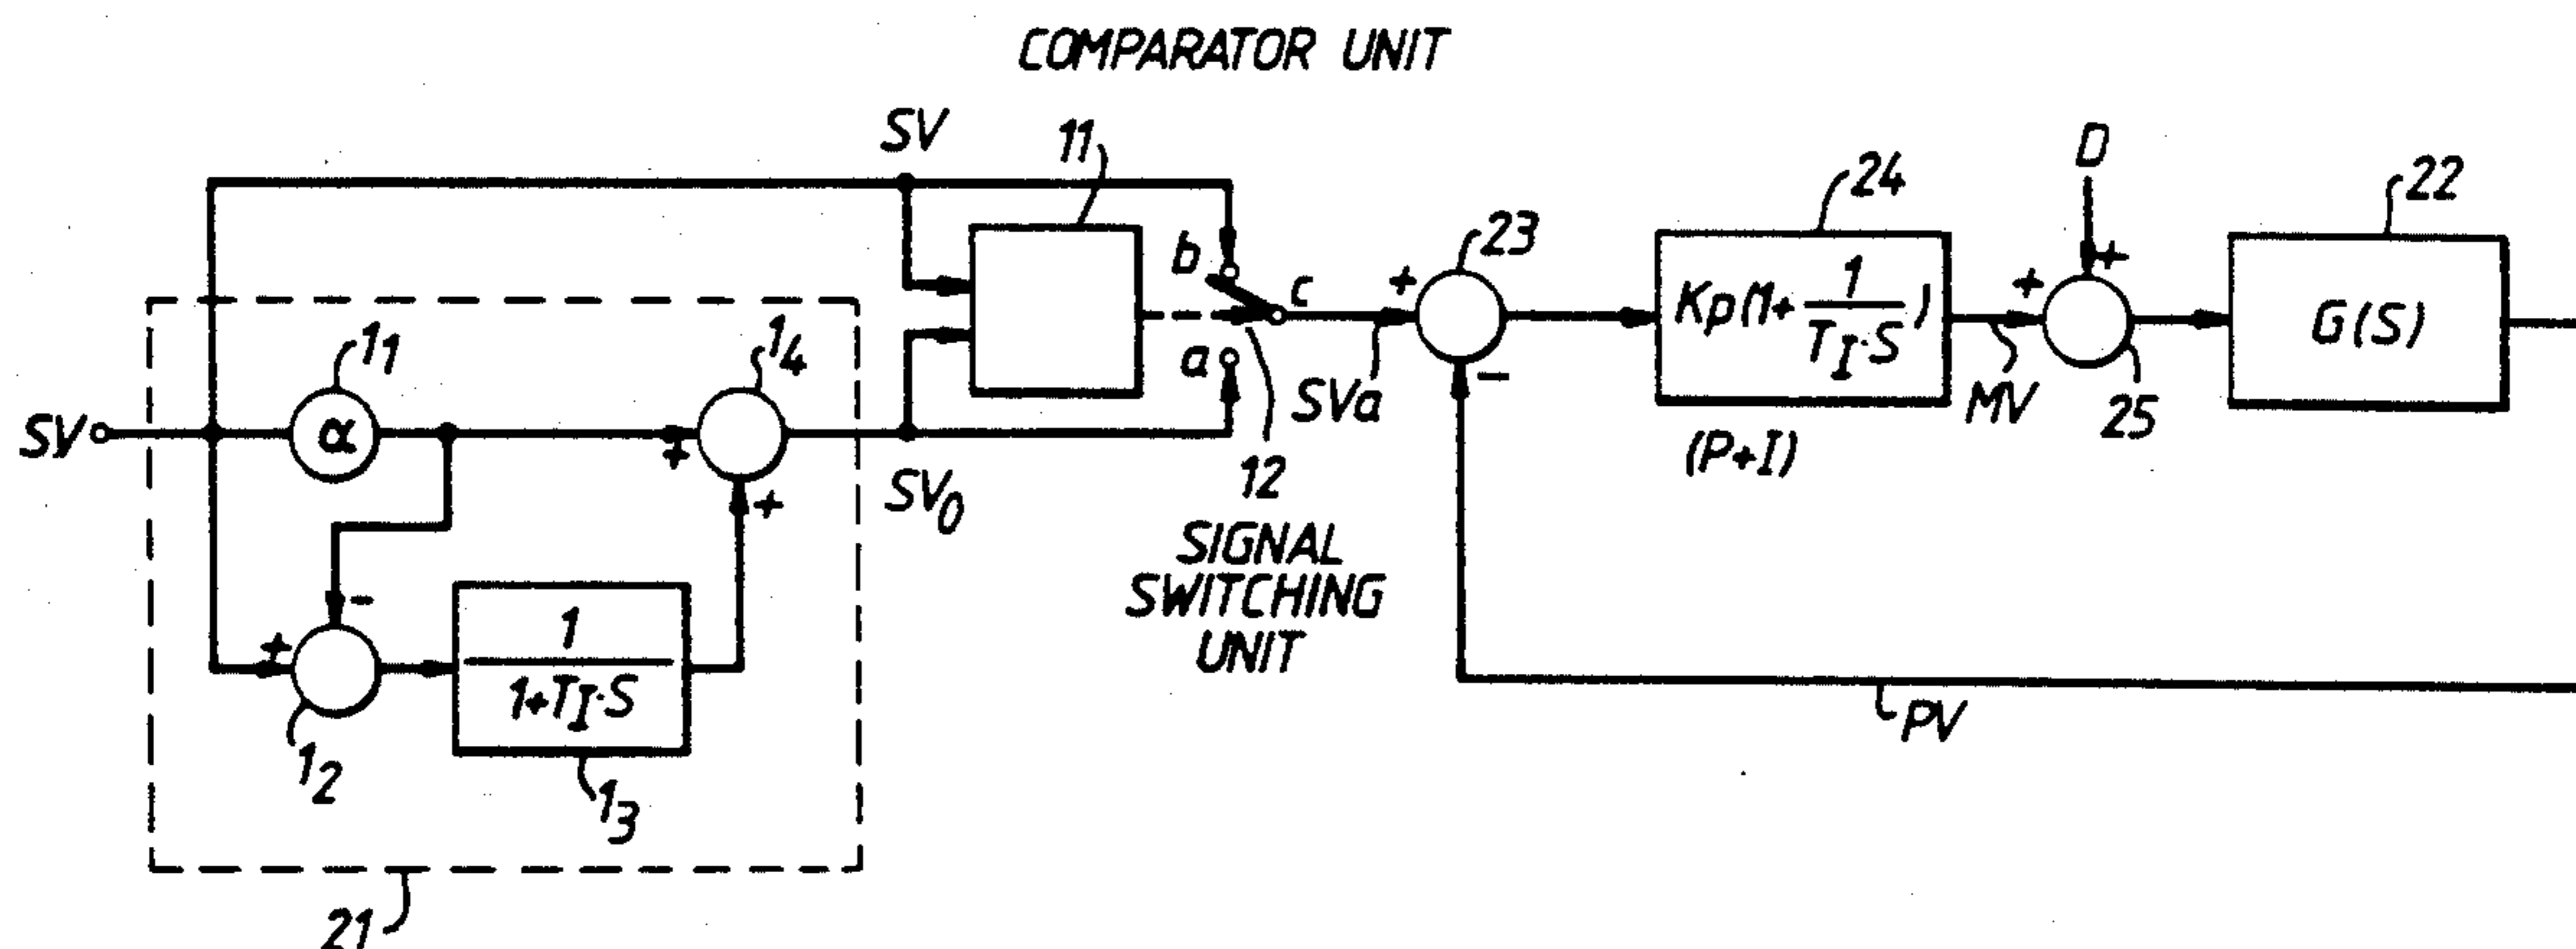 COMPARATOR UNIT
SV
11
D
24
22
23
b
c
+
Kp(1+ 1/TI·S)
+
+
G(S)
a
−
SVa
MV
25
(P+I)
12
SIGNAL
SWITCHING
UNIT
SV
1₁
α
1₄
+
+
SV₀
−
+
1/1+TI·S
1₂
1₃
21
PV